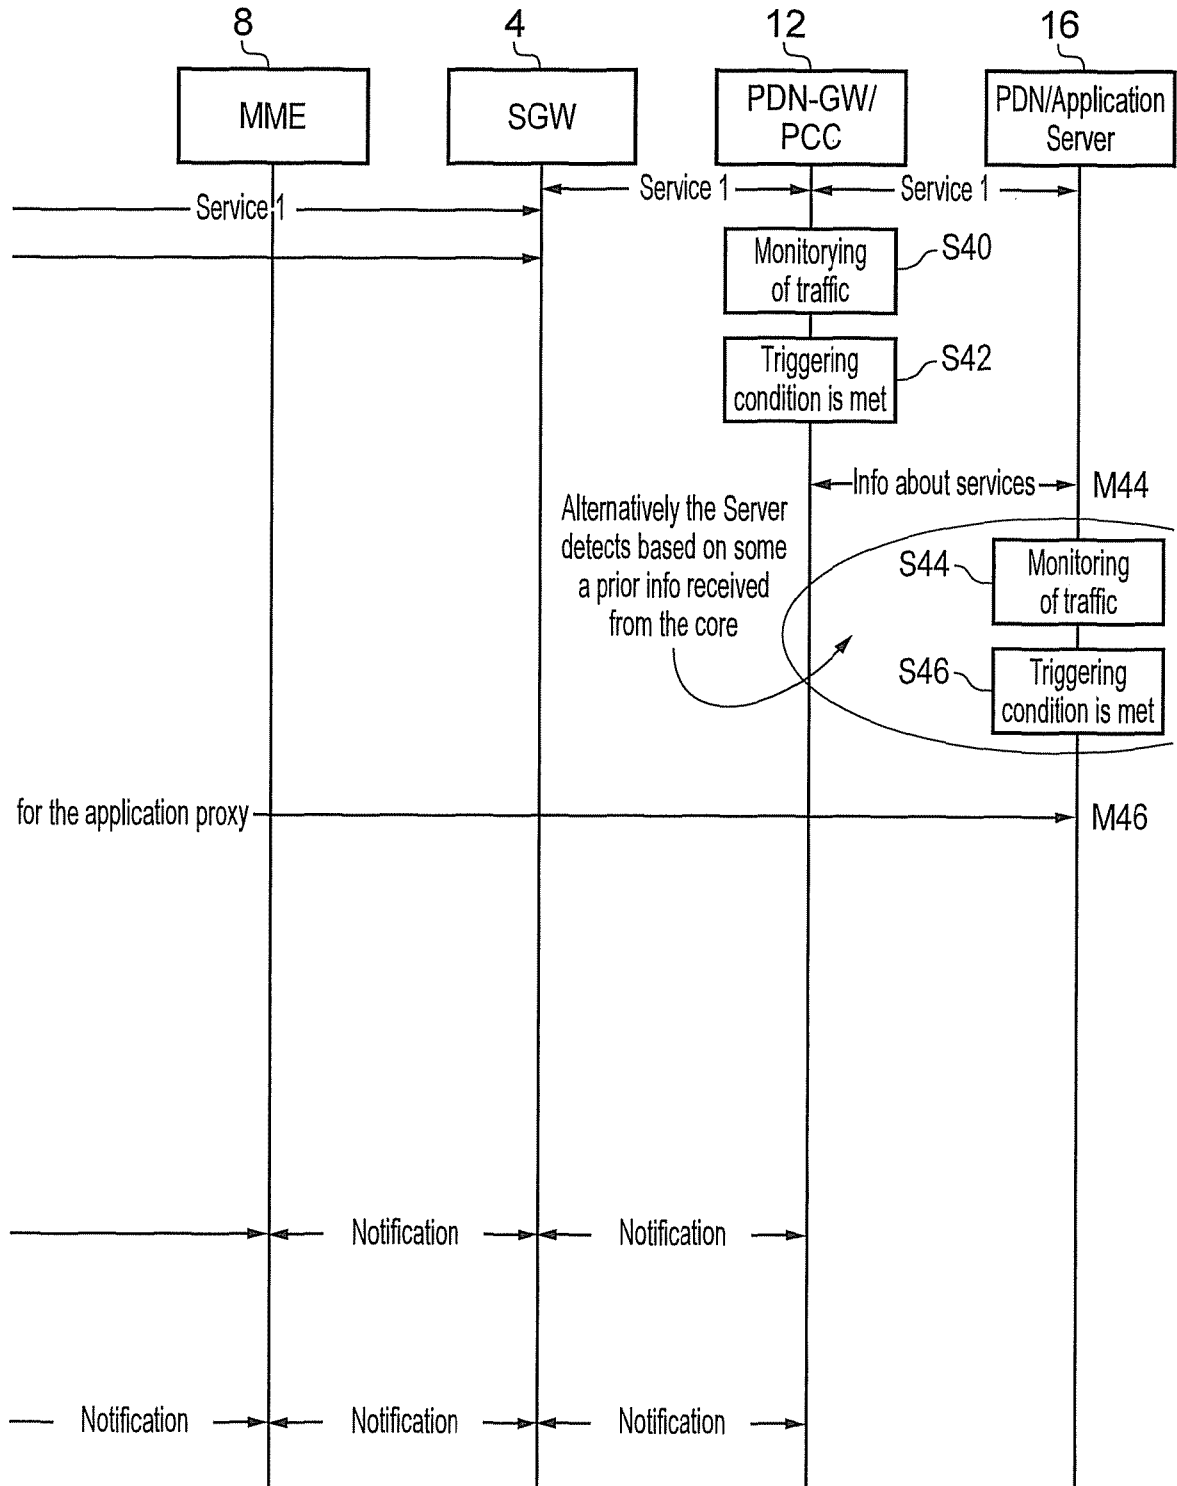 8
4
12
16
MME
SGW
PDN-GW/
PCC
PDN/Application
Server
Service 1
Service 1
Service 1
Monitorying
of traffic
S40
Triggering
condition is met
S42
Info about services
M44
Alternatively the Server
detects based on some
a prior info received
from the core
S44
Monitoring
of traffic
S46
Triggering
condition is met
for the application proxy
M46
Notification
Notification
Notification
Notification
Notification